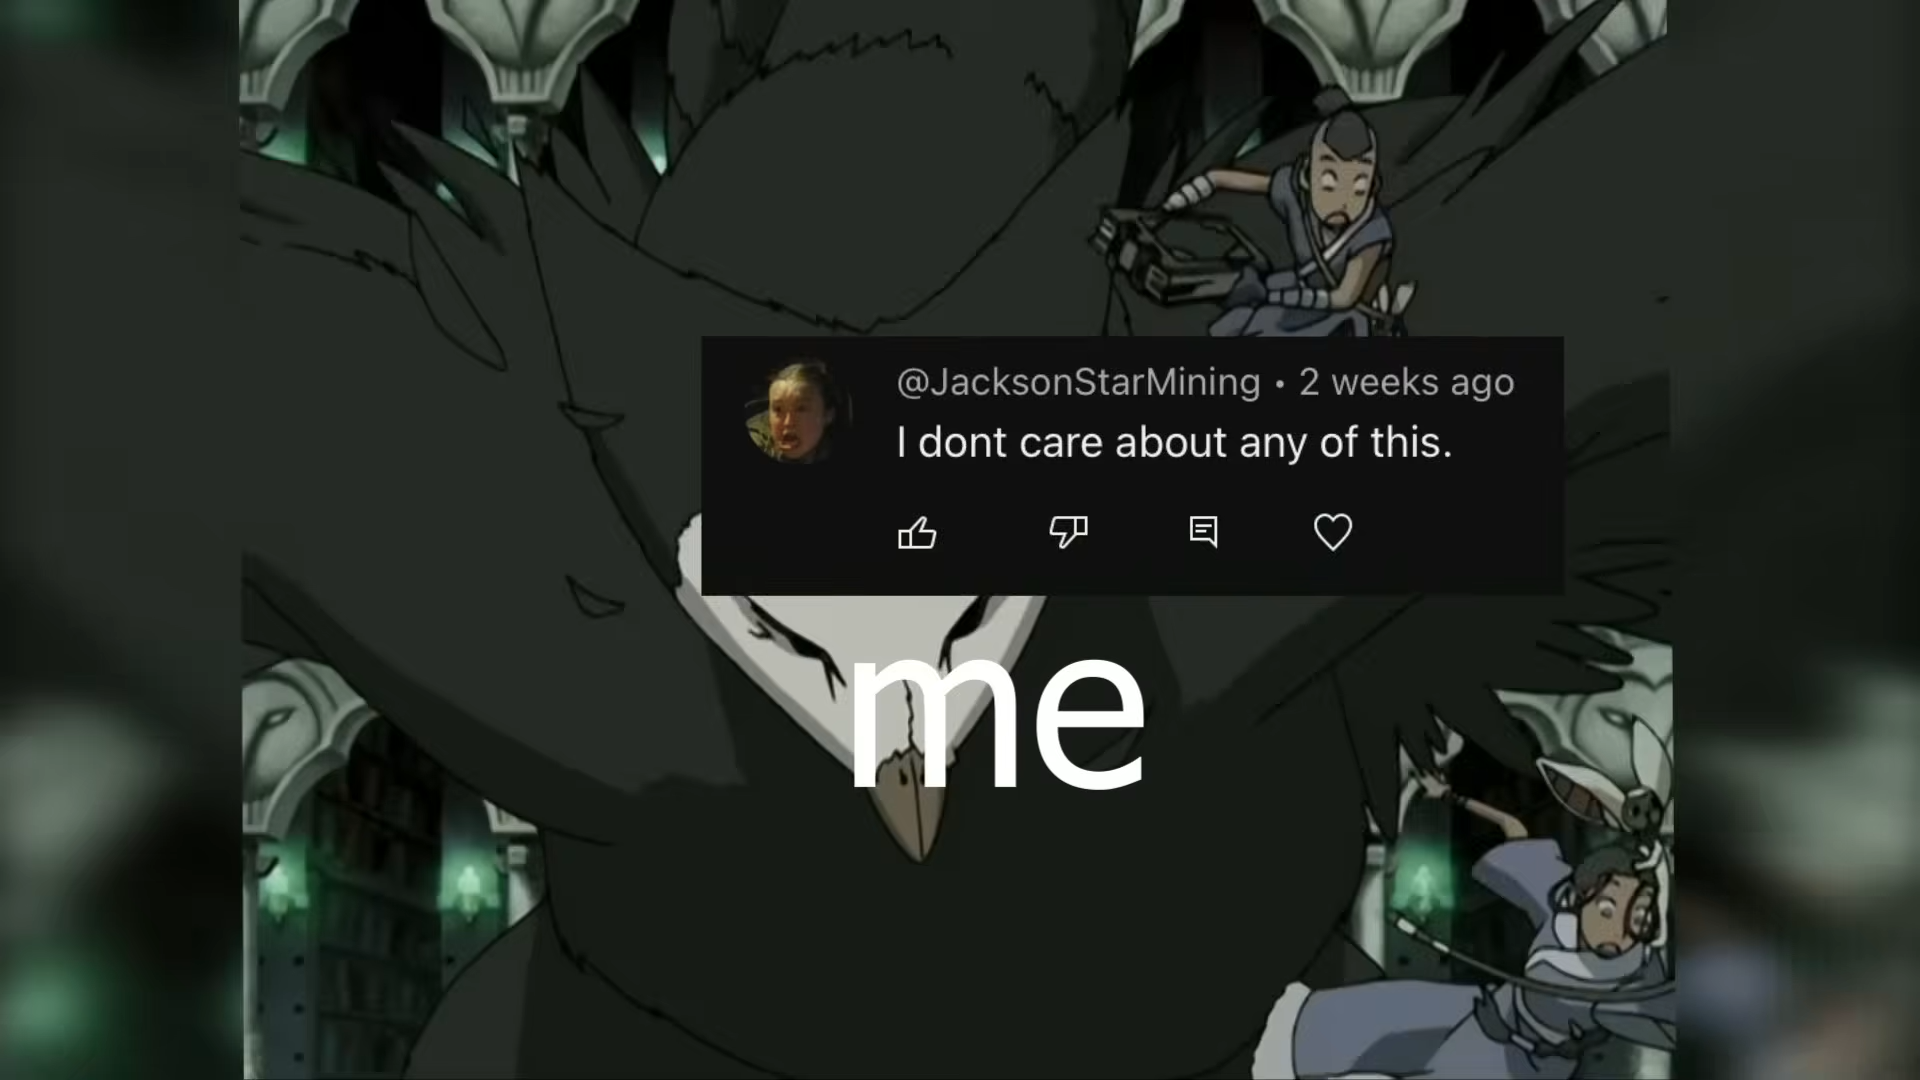 @JacksonStarMining • 2 weeks ago
I dont care about any of this.
me